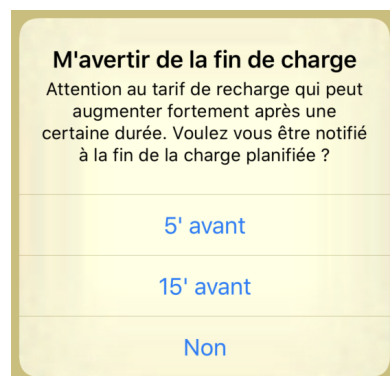 M'avertir de la fin de charge
Attention au tarif de recharge qui peut
augmenter fortement après une
certaine durée. Voulez vous être notifié
à la fin de la charge planifiée ?
5' avant
15' avant
Non